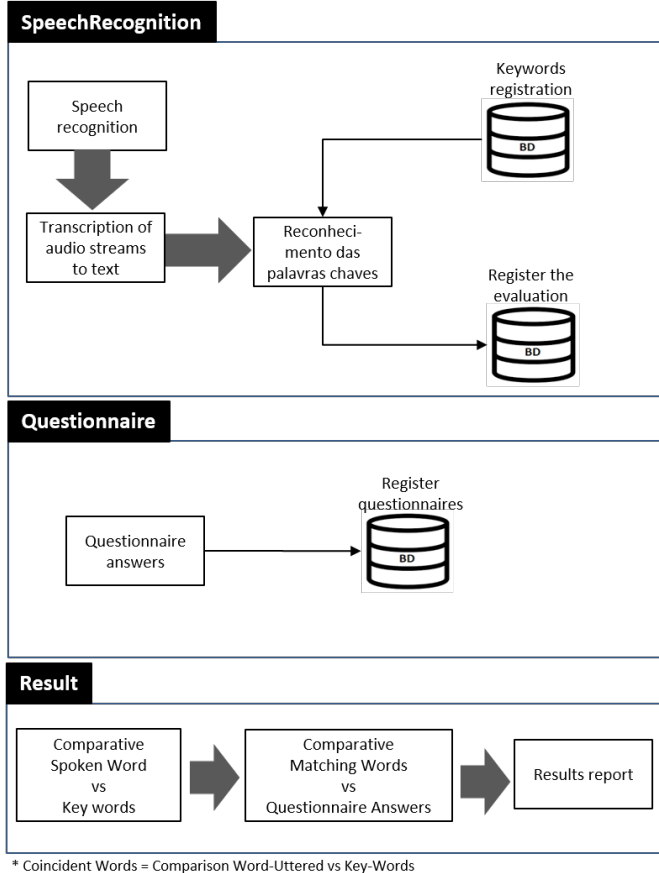 SpeechRecognition
Keywords
registration
BD
Speech
recognition
Transcription of
audio streams
to text
Reconheci-
mento das
palavras chaves
Register the
evaluation
BD
Questionnaire
Register
questionnaires
BD
Questionnaire
answers
Result
Comparative
Spoken Word
vs
Key words
Comparative
Matching Words
vs
Questionnaire Answers
Results report
* Coincident Words = Comparison Word-Uttered vs Key-Words